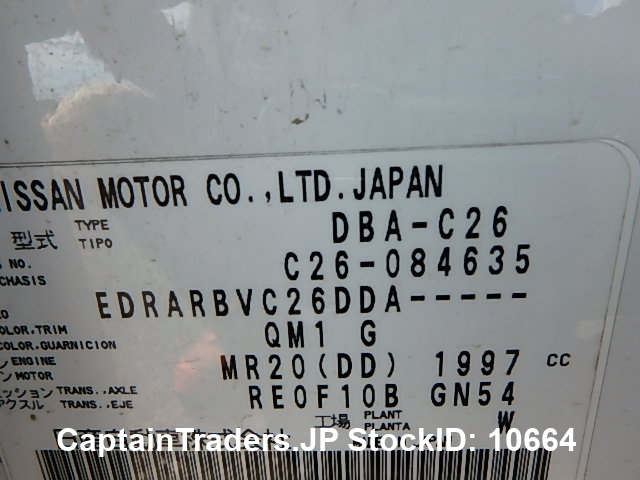 NISSAN MOTOR CO.,LTD.JAPAN
型式 TYPE TIPO DBA-C26
NO. CHASIS C26-084635
EDRARBVC26DDA-----
COLOR,TRIM COLOR.GUARNICION QM1 G
ENGINE MOTOR MR20(DD) 1997 CC
TRANS.,AXLE TRANS.,EJE RE0F10B GN54
工場 PLANT PLANTA W
CaptainTraders.JP StockID: 10664